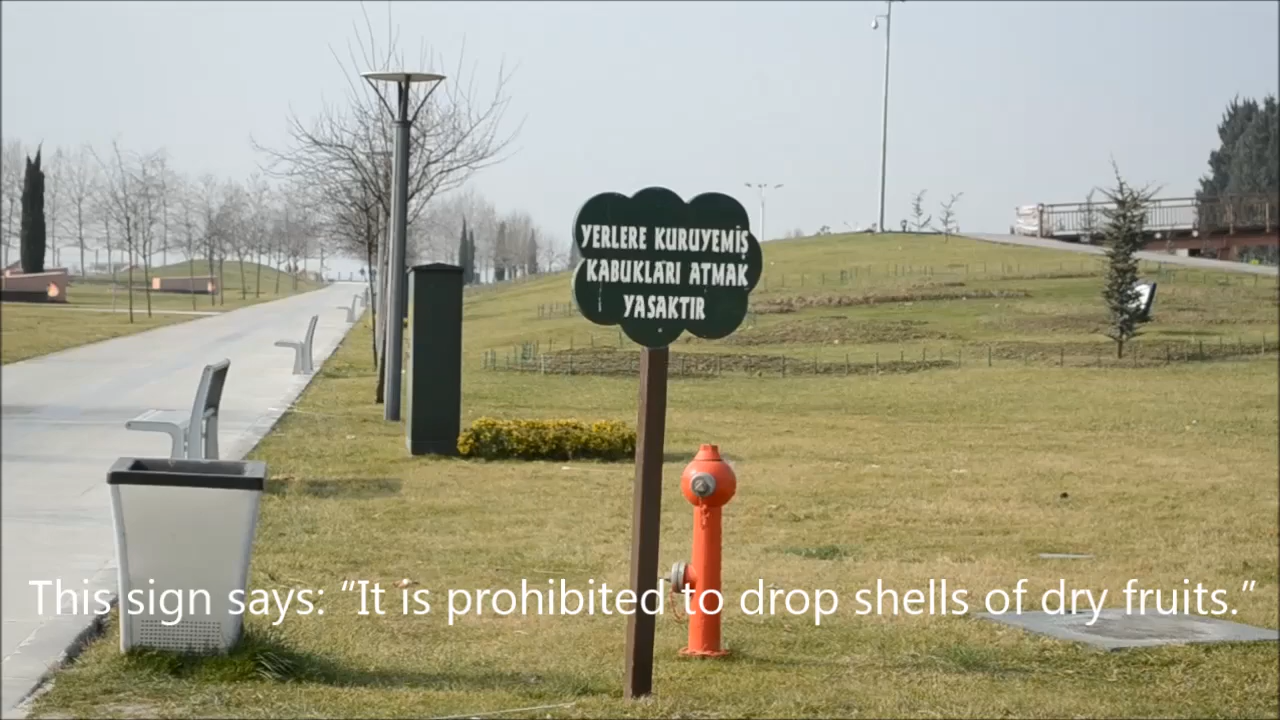 YERLERE KURUYEMİŞ
KABUKLARI ATMAK
YASAKTIR
This sign says: “It is prohibited to drop shells of dry fruits.”